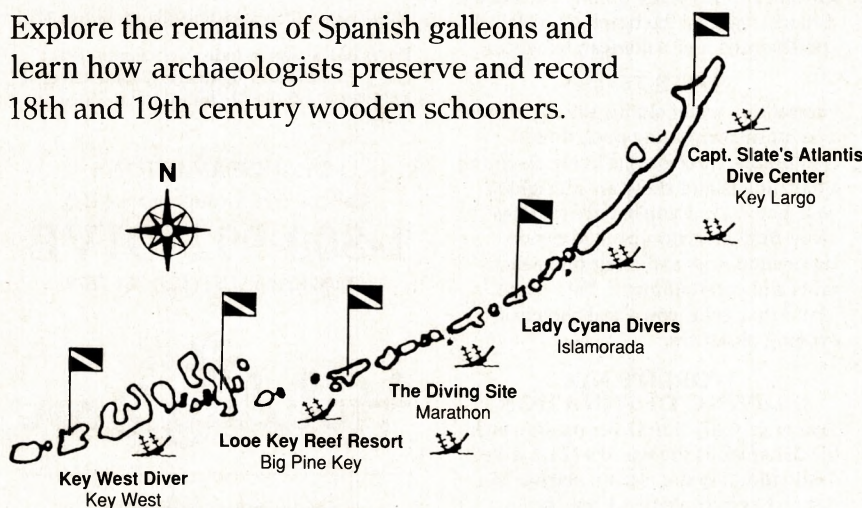 Explore the remains of Spanish galleons and
learn how archaeologists preserve and record
18th and 19th century wooden schooners.
N
Capt. Slate's Atlantis
Dive Center
Key Largo
Lady Cyana Divers
Islamorada
The Diving Site
Marathon
Looe Key Reef Resort
Big Pine Key
Key West Diver
Key West